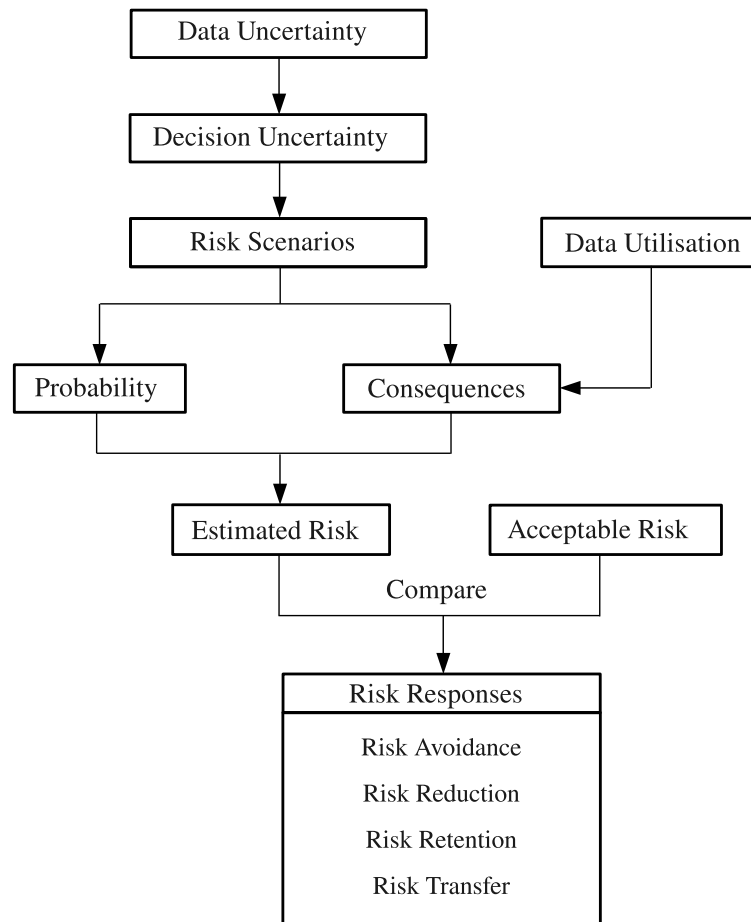 Data Uncertainty
Decision Uncertainty
Risk Scenarios
Data Utilisation
Probability
Consequences
Estimated Risk
Acceptable Risk
Compare
Risk Responses
Risk Avoidance
Risk Reduction
Risk Retention
Risk Transfer